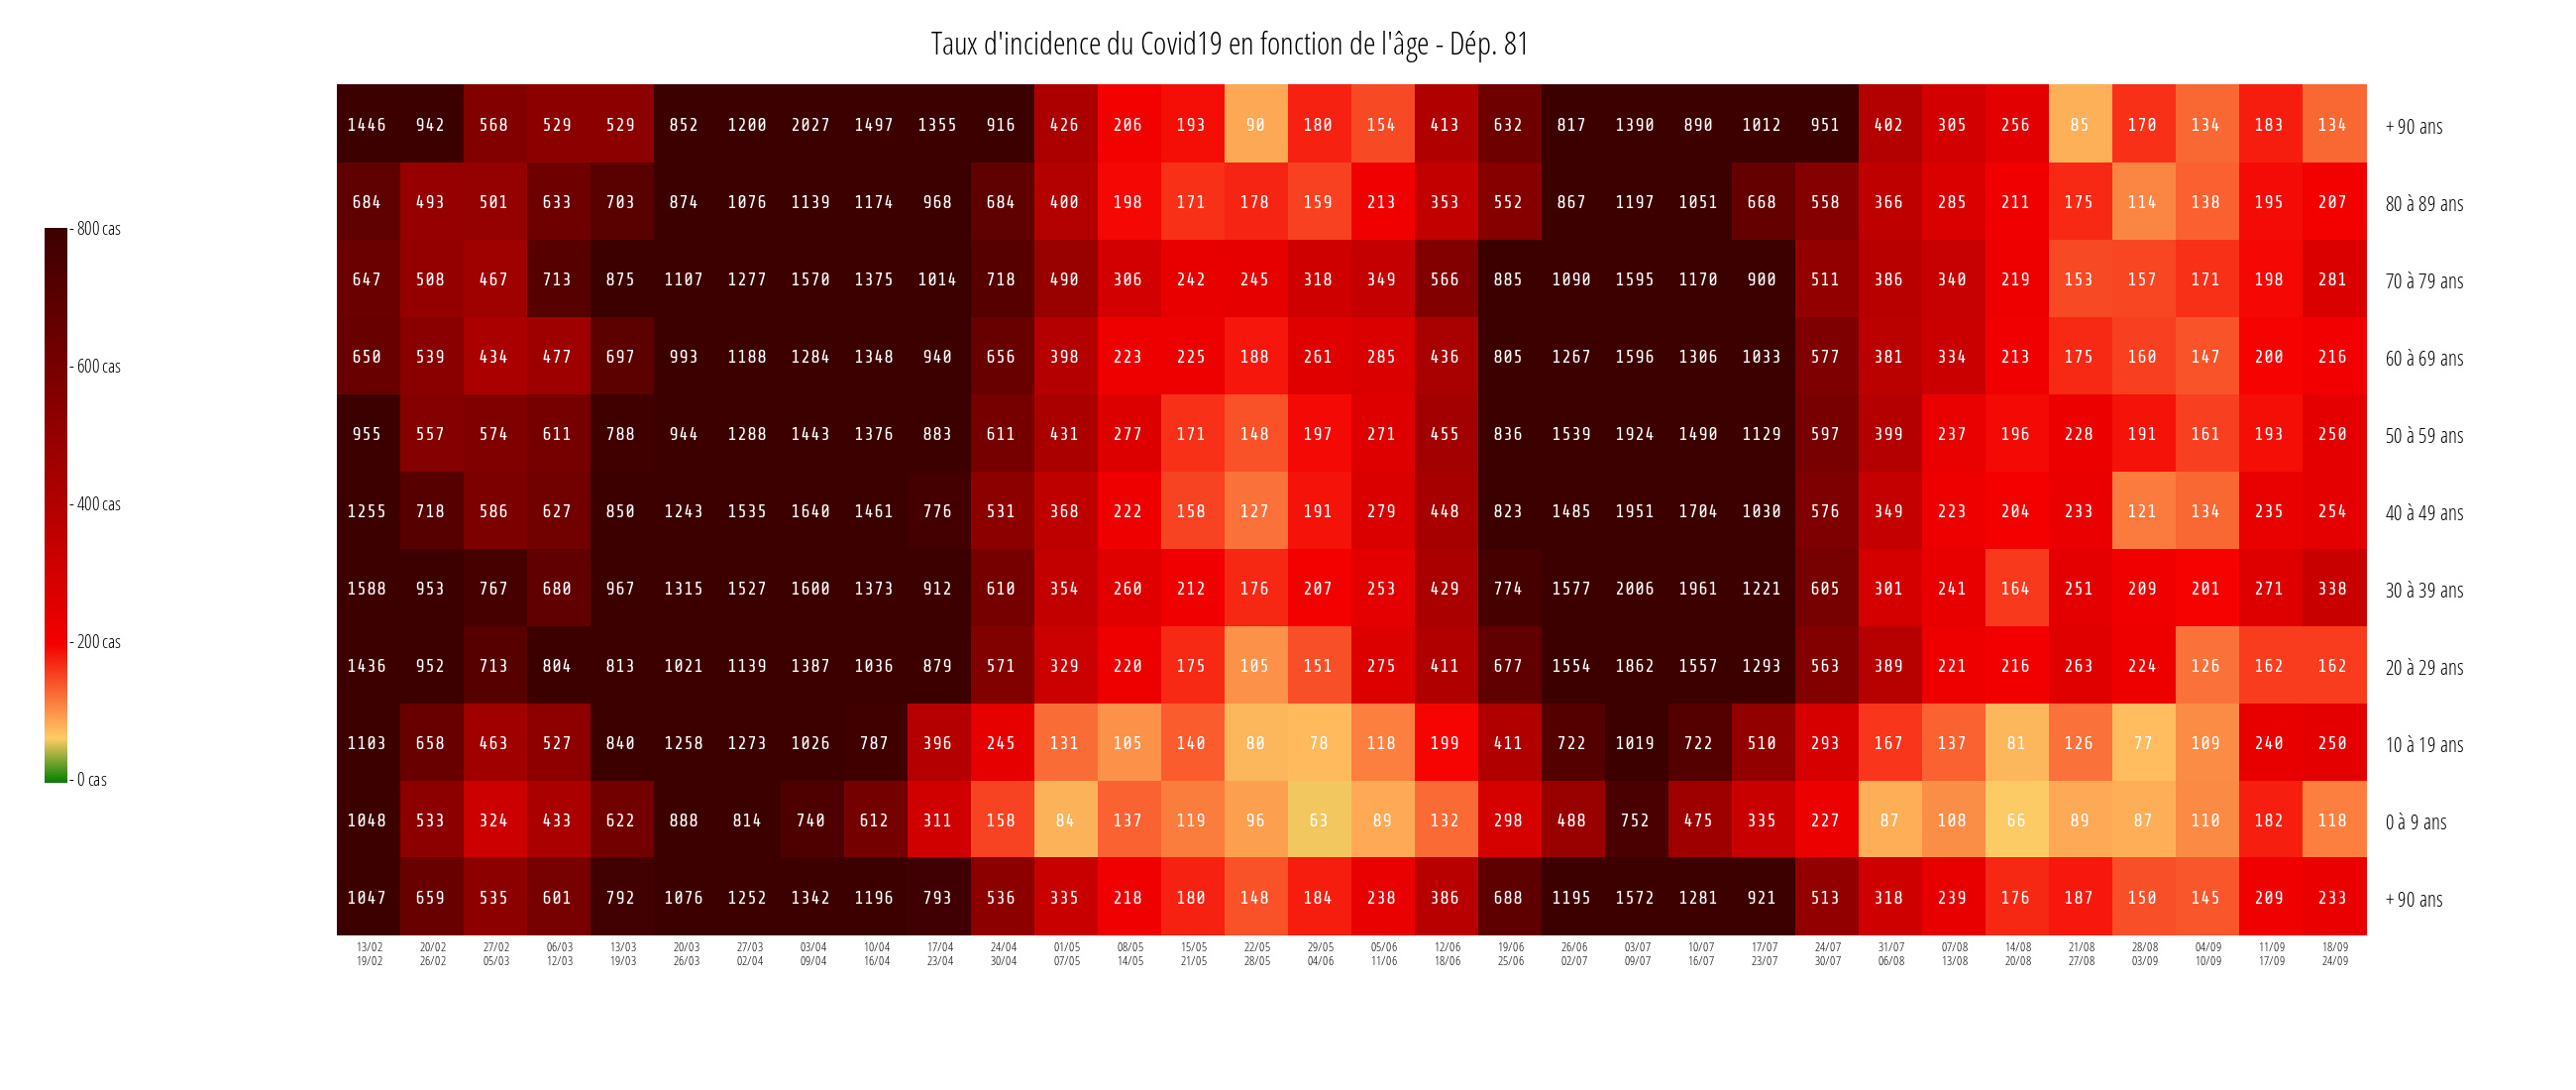 Taux d'incidence du Covid19 en fonction de l'âge - Dép. 81
1446 942 568 529 529 852 1200 2027 1497 1355 916 426 206 193 90 180 154 413 632 817 1390 890 1012 951 402 305 256 85 170 134 183 134 + 90 ans
684 493 501 633 703 874 1076 1139 1174 968 684 400 198 171 178 159 213 353 552 867 1197 1051 668 558 366 285 211 175 114 138 195 207 80 à 89 ans
- 800 cas
647 508 467 713 875 1107 1277 1570 1375 1014 718 490 306 242 245 318 349 566 885 1090 1595 1170 900 511 386 340 219 153 157 171 198 281 70 à 79 ans
650 539 434 477 697 993 1188 1284 1348 940 656 398 223 225 188 261 285 436 805 1267 1596 1306 1033 577 381 334 213 175 160 147 200 216 60 à 69 ans
- 600 cas
955 557 574 611 788 944 1288 1443 1376 883 611 431 277 171 148 197 271 455 836 1539 1924 1490 1129 597 399 237 196 228 191 161 193 250 50 à 59 ans
- 400 cas
1255 718 586 627 850 1243 1535 1640 1461 776 531 368 222 158 127 191 279 448 823 1485 1951 1704 1030 576 349 223 204 233 121 134 235 254 40 à 49 ans
1588 953 767 680 967 1315 1527 1600 1373 912 610 354 260 212 176 207 253 429 774 1577 2006 1961 1221 605 301 241 164 251 209 201 271 338 30 à 39 ans
- 200 cas
1436 952 713 804 813 1021 1139 1387 1036 879 571 329 220 175 105 151 275 411 677 1554 1862 1557 1293 563 389 221 216 263 224 126 162 162 20 à 29 ans
1103 658 463 527 840 1258 1273 1026 787 396 245 131 105 140 80 78 118 199 411 722 1019 722 510 293 167 137 81 126 77 109 240 250 10 à 19 ans
- 0 cas
1048 533 324 433 622 888 814 740 612 311 158 84 137 119 96 63 89 132 298 488 752 475 335 227 87 108 66 89 87 110 182 118 0 à 9 ans
1047 659 535 601 792 1076 1252 1342 1196 793 536 335 218 180 148 184 238 386 688 1195 1572 1281 921 513 318 239 176 187 150 145 209 233 + 90 ans
13/02 20/02 27/02 06/03 13/03 20/03 27/03 03/04 10/04 17/04 24/04 01/05 08/05 15/05 22/05 29/05 05/06 12/06 19/06 26/06 03/07 10/07 17/07 24/07 31/07 07/08 14/08 21/08 28/08 04/09 11/09 18/09
19/02 26/02 05/03 12/03 19/03 26/03 02/04 09/04 16/04 23/04 30/04 07/05 14/05 21/05 28/05 04/06 11/06 18/06 25/06 02/07 09/07 16/07 23/07 30/07 06/08 13/08 20/08 27/08 03/09 10/09 17/09 24/09